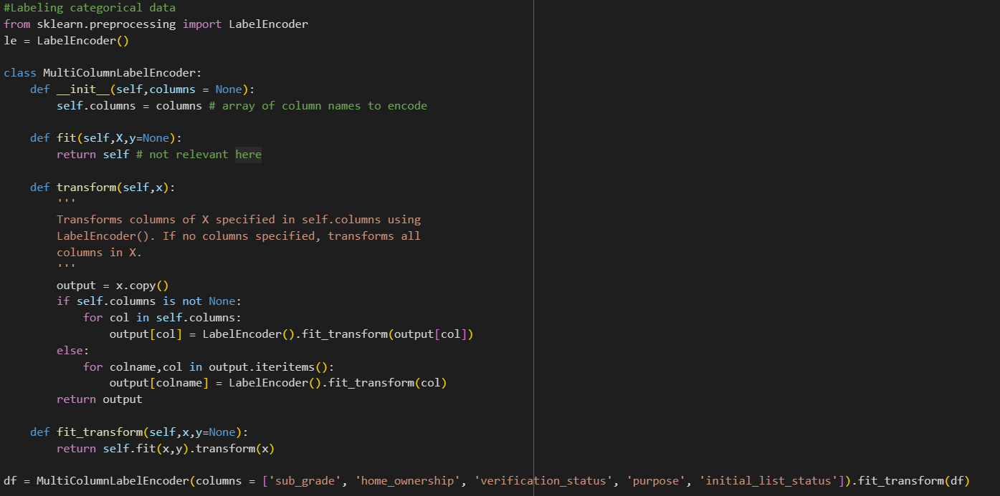 #Labeling categorical data
from sklearn.preprocessing import LabelEncoder
le = LabelEncoder()
class MultiColumnLabelEncoder:
    def __init__(self,columns = None):
        self.columns = columns # array of column names to encode
    def fit(self,X,y=None):
        return self # not relevant here
    def transform(self,x):
        '''
        Transforms columns of X specified in self.columns using
        LabelEncoder(). If no columns specified, transforms all
        columns in X.
        '''
        output = x.copy()
        if self.columns is not None:
            for col in self.columns:
                output[col] = LabelEncoder().fit_transform(output[col])
        else:
            for colname,col in output.iteritems():
                output[colname] = LabelEncoder().fit_transform(col)
        return output
    def fit_transform(self,x,y=None):
        return self.fit(x,y).transform(x)
df = MultiColumnLabelEncoder(columns = ['sub_grade', 'home_ownership', 'verification_status', 'purpose', 'initial_list_status']).fit_transform(df)